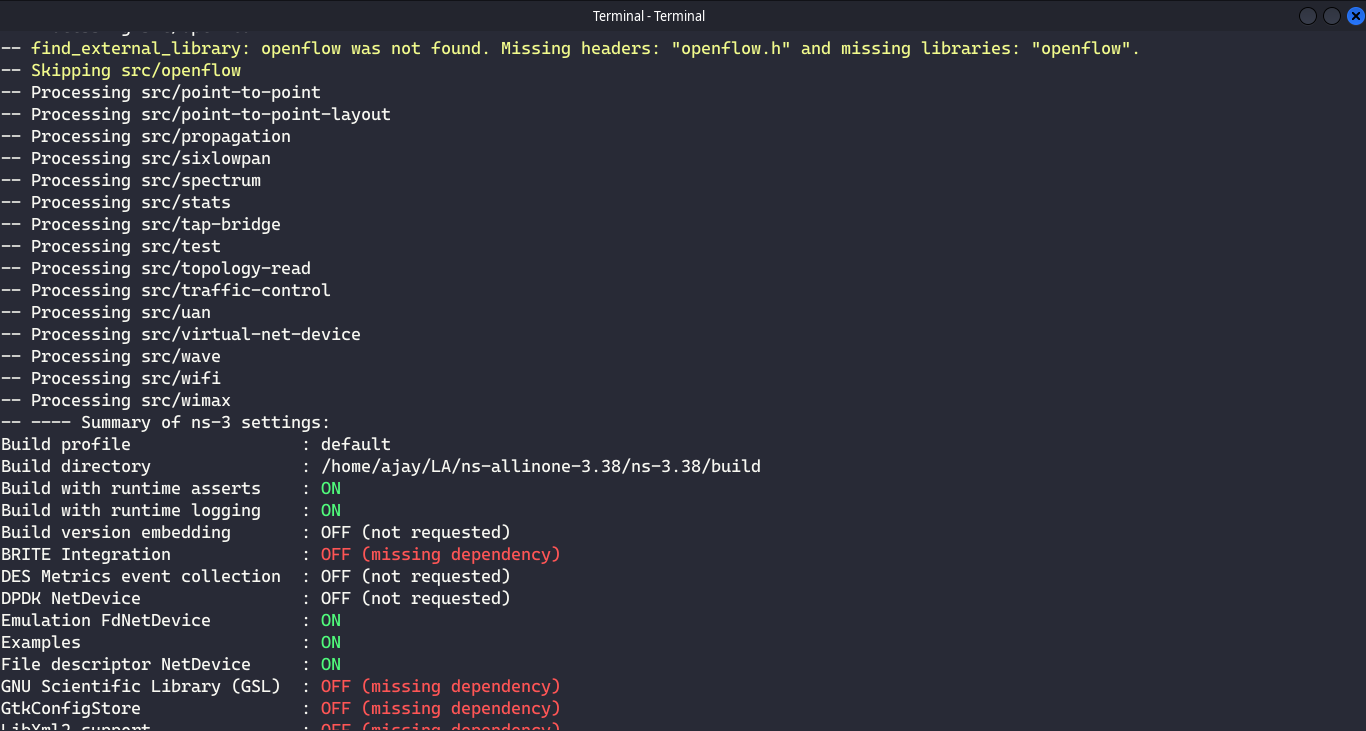 Terminal - Terminal
-- find_external_library: openflow was not found. Missing headers: "openflow.h" and missing libraries: "openflow".
-- Skipping src/openflow
-- Processing src/point-to-point
-- Processing src/point-to-point-layout
-- Processing src/propagation
-- Processing src/sixlowpan
-- Processing src/spectrum
-- Processing src/stats
-- Processing src/tap-bridge
-- Processing src/test
-- Processing src/topology-read
-- Processing src/traffic-control
-- Processing src/uan
-- Processing src/virtual-net-device
-- Processing src/wave
-- Processing src/wifi
-- Processing src/wimax
-- ---- Summary of ns-3 settings:
Build profile : default
Build directory : /home/ajay/LA/ns-allinone-3.38/ns-3.38/build
Build with runtime asserts : ON
Build with runtime logging : ON
Build version embedding : OFF (not requested)
BRITE Integration : OFF (missing dependency)
DES Metrics event collection : OFF (not requested)
DPDK NetDevice : OFF (not requested)
Emulation FdNetDevice : ON
Examples : ON
File descriptor NetDevice : ON
GNU Scientific Library (GSL) : OFF (missing dependency)
GtkConfigStore : OFF (missing dependency)
LibXml2 support : OFF (missing dependency)